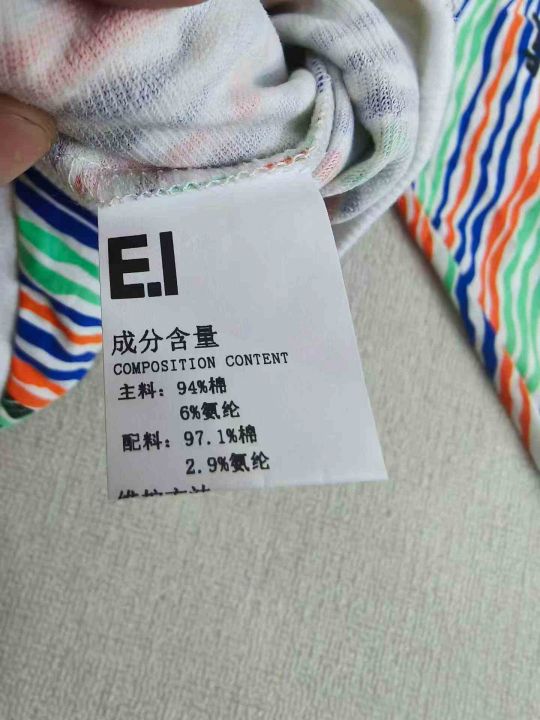 E.I
成分含量
COMPOSITION CONTENT
主料: 94%棉
6%氨纶
配料: 97.1%棉
2.9%氨纶